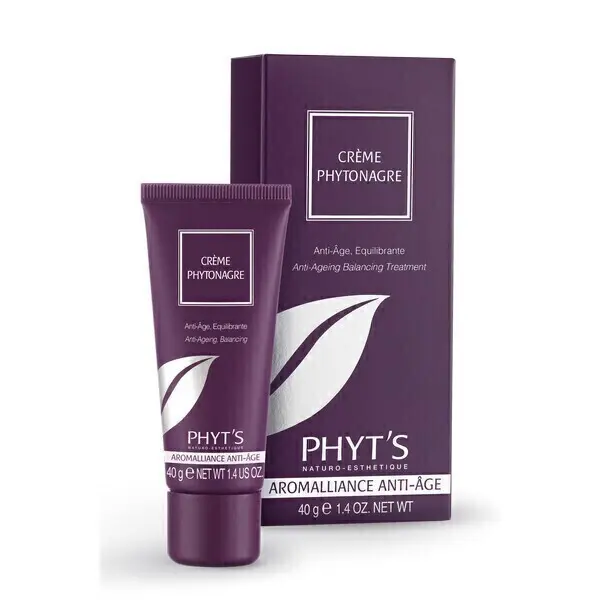 CRÈME
PHYTONAGRE
Anti-Âge, Equilibrante
Anti-Ageing Balancing Treatment
PHYT'S
NATURO-ESTHETIQUE
AROMALLIANCE ANTI-ÂGE
40 g e 1.4 OZ. NET WT
CRÈME
PHYTONAGRE
Anti-Âge, Equilibrante
Anti-Ageing, Balancing
PHYT'S
NATURO-ESTHETIQUE
AROMALLIANCE ANTI-ÂGE
40 g e NET WT 1.4 US OZ.